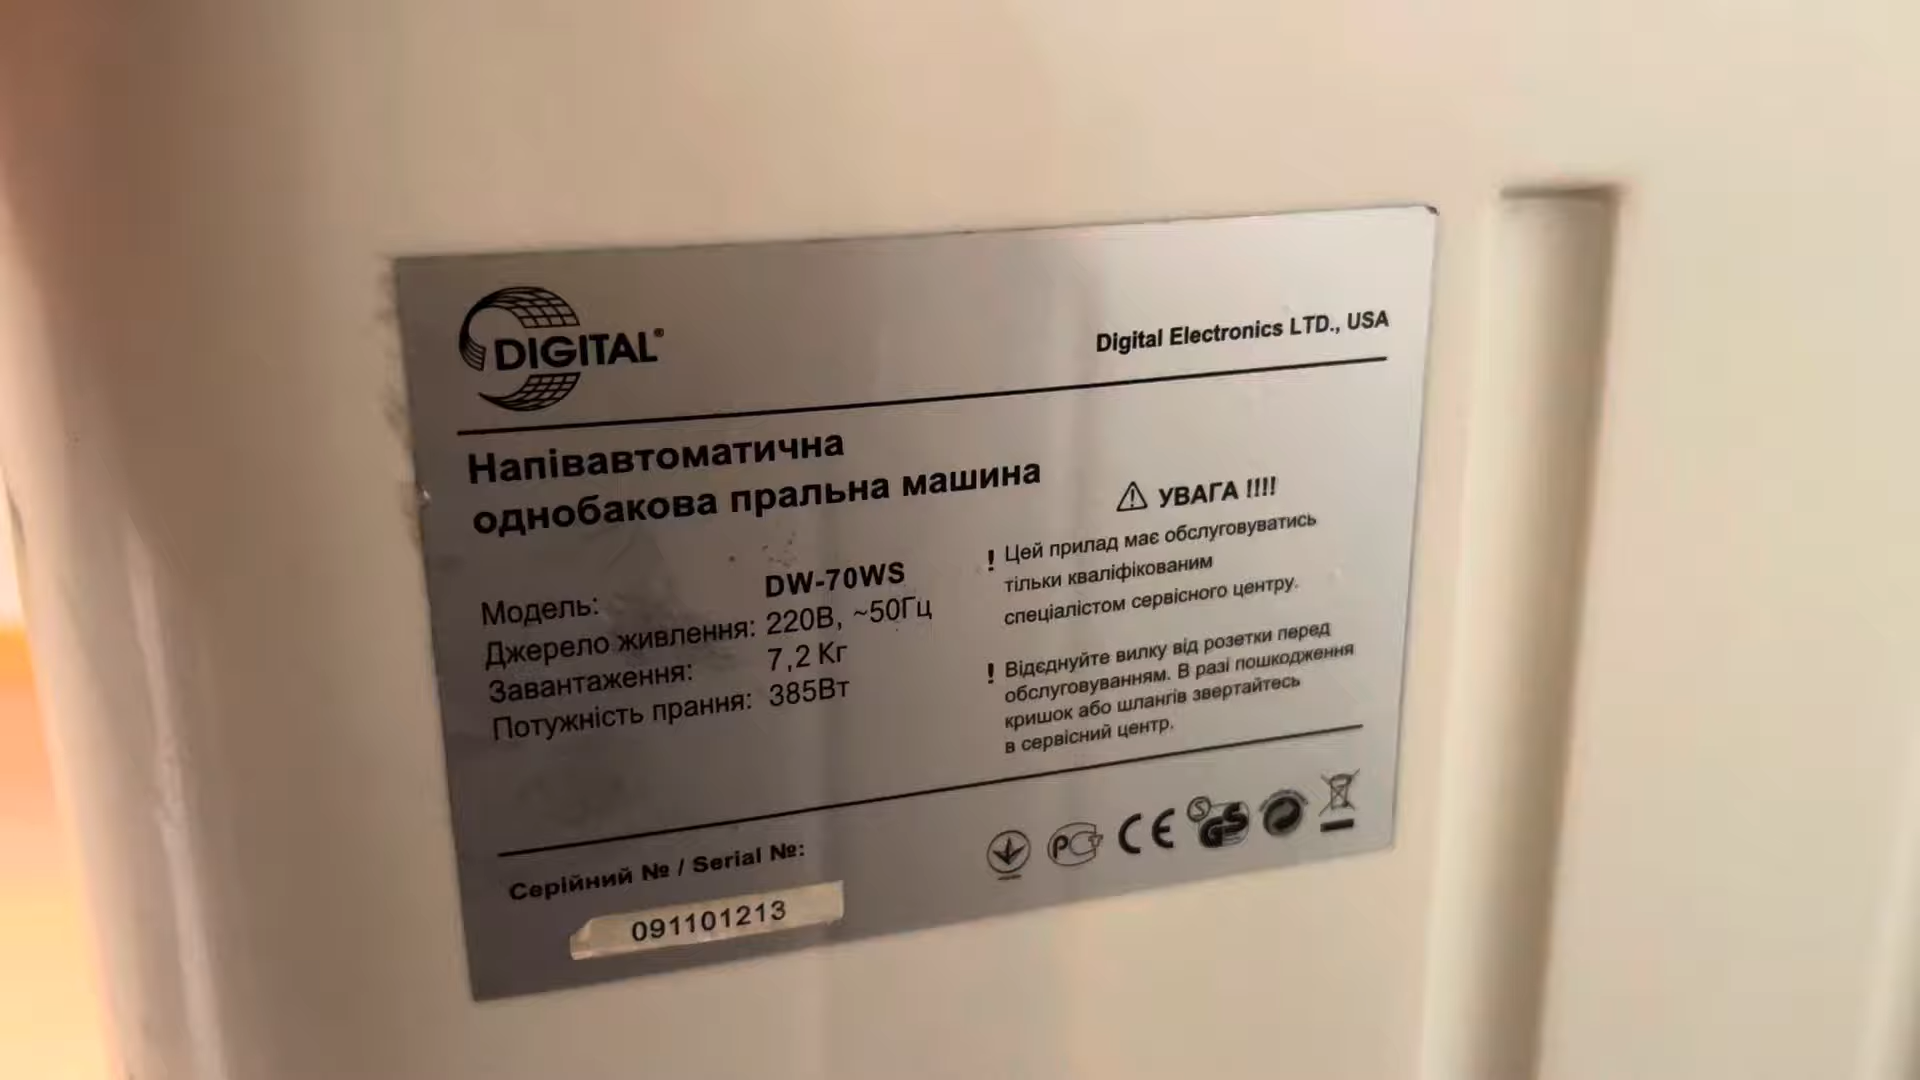 DIGITAL®
Digital Electronics LTD., USA
Напівавтоматична
однобакова пральна машина
Модель: DW-70WS
Джерело живлення: 220В, ~50Гц
Завантаження: 7,2 Кг
Потужність прання: 385Вт
⚠ УВАГА !!!!
! Цей прилад має обслуговуватись
тільки кваліфікованим
спеціалістом сервісного центру.
! Відєднуйте вилку від розетки перед
обслуговуванням. В разі пошкодження
кришок або шлангів звертайтесь
в сервісний центр.
Серійний № / Serial №:
091101213
РСТ CE S GS